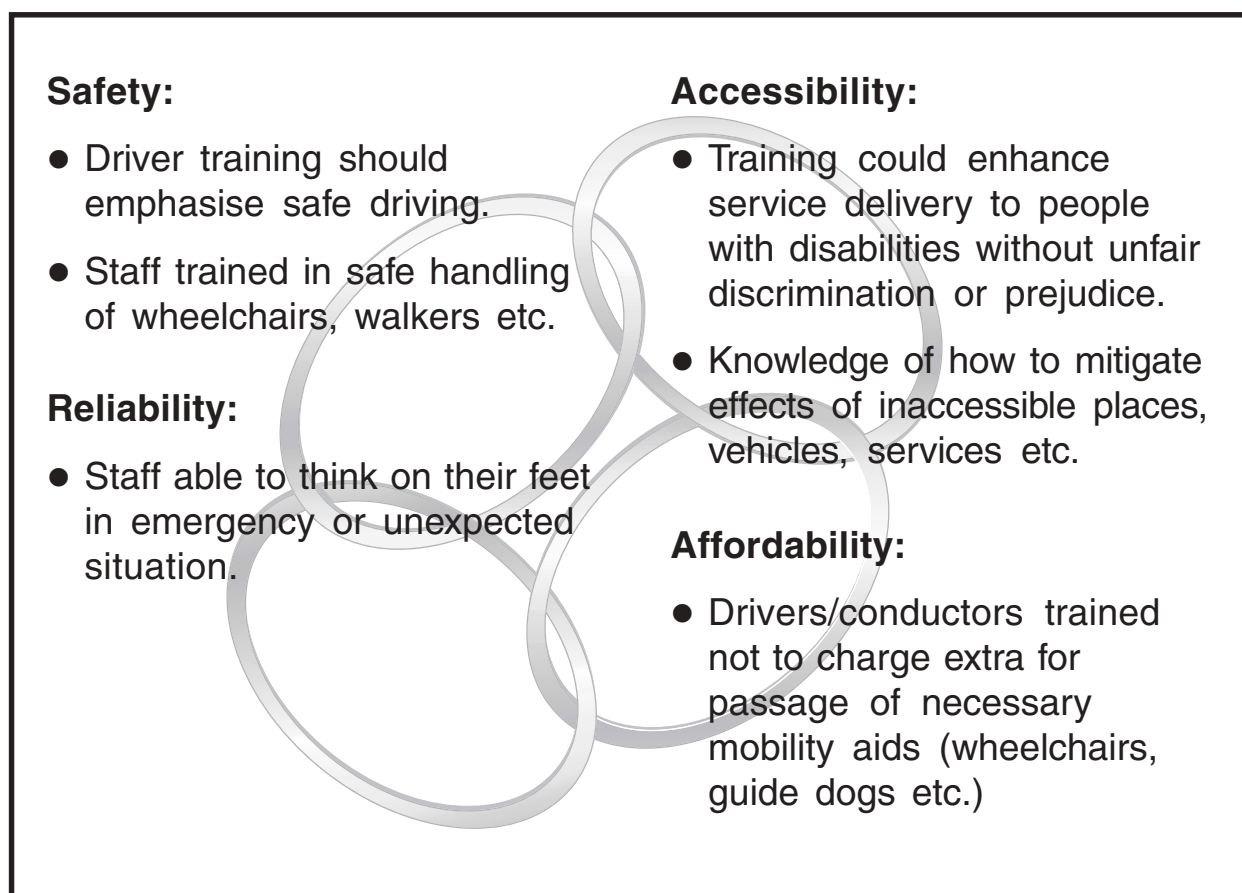 Safety:
● Driver training should
emphasise safe driving.
● Staff trained in safe handling
of wheelchairs, walkers etc.
Reliability:
● Staff able to think on their feet
in emergency or unexpected
situation.
Accessibility:
● Training could enhance
service delivery to people
with disabilities without unfair
discrimination or prejudice.
● Knowledge of how to mitigate
effects of inaccessible places,
vehicles, services etc.
Affordability:
● Drivers/conductors trained
not to charge extra for
passage of necessary
mobility aids (wheelchairs,
guide dogs etc.)